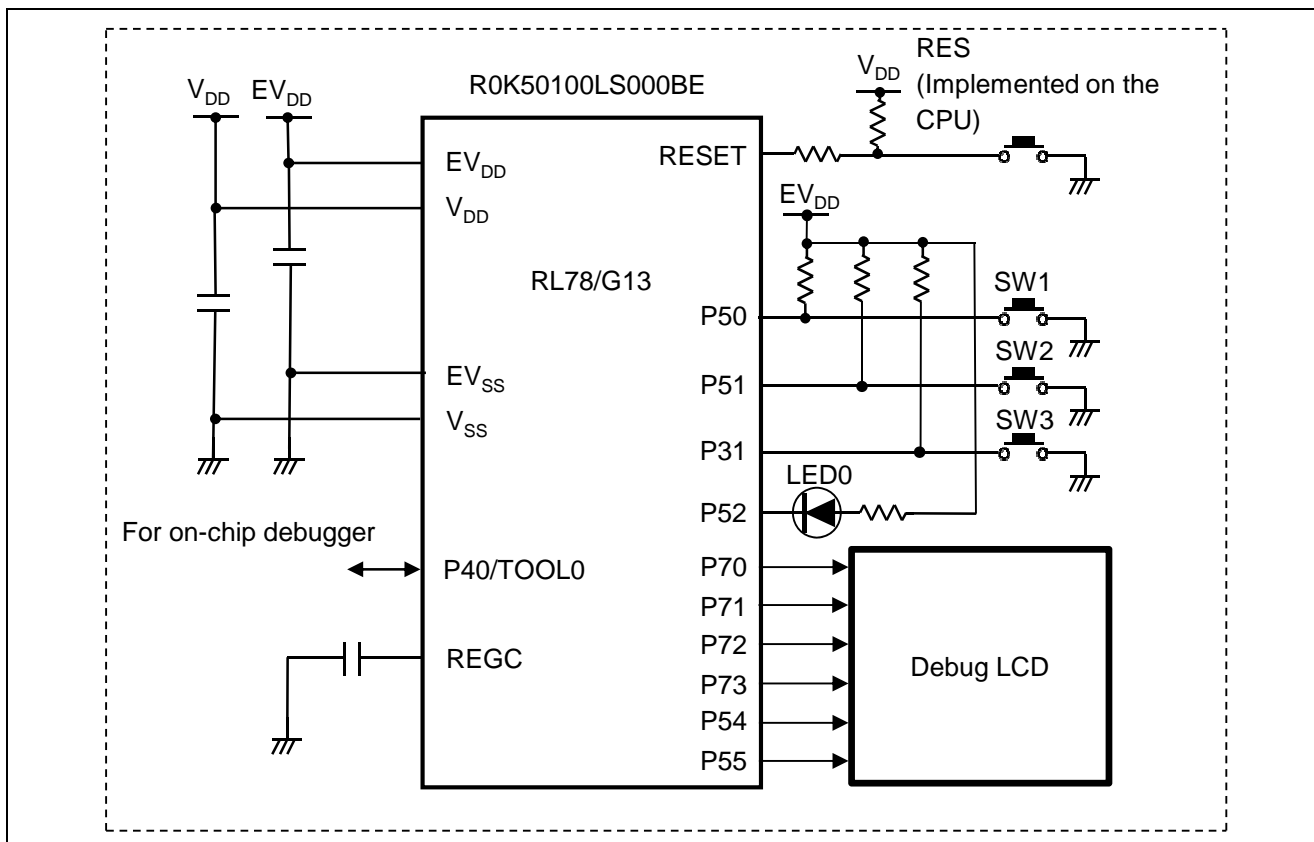 R0K50100LS000BE
RES
(Implemented on the
CPU)
VDD
EVDD
VDD
RESET
EVDD
VDD
EVDD
RL78/G13
SW1
P50
SW2
P51
EVSS
VSS
SW3
P31
LED0
P52
For on-chip debugger
P40/TOOL0
P70
P71
P72
P73
P54
P55
REGC
Debug LCD